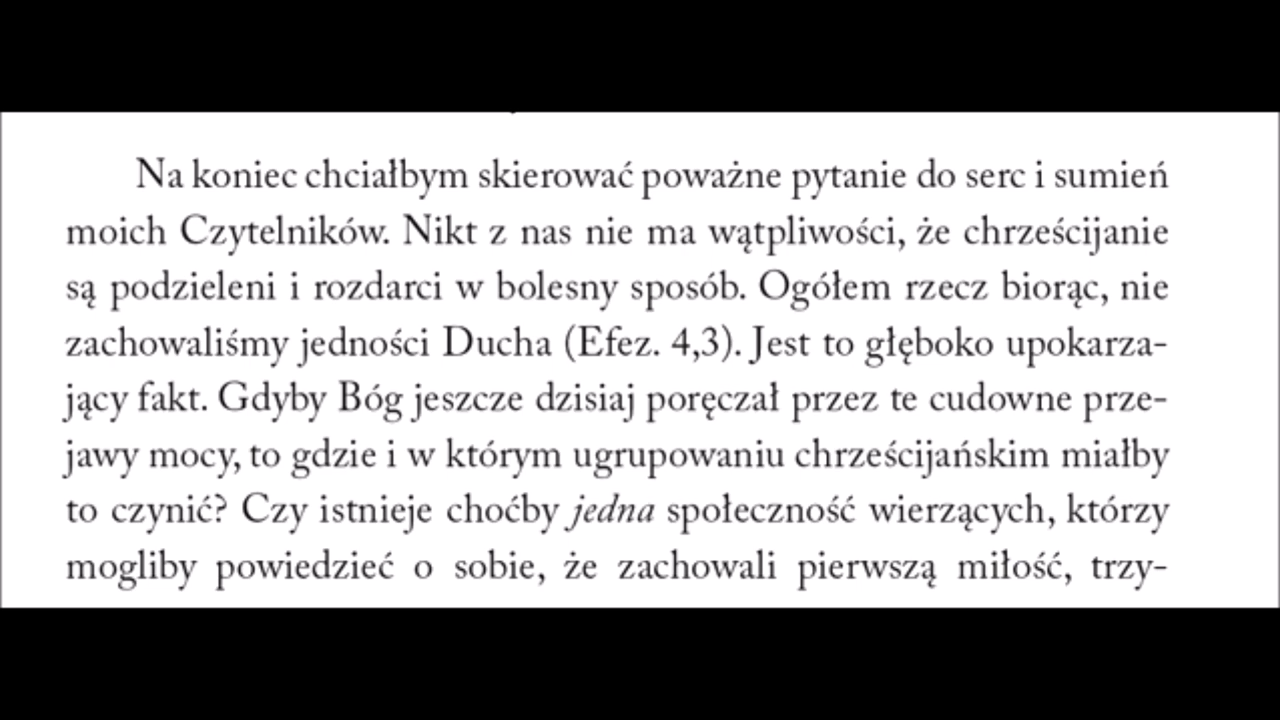 Na koniec chciałbym skierować poważne pytanie do serc i sumień
moich Czytelników. Nikt z nas nie ma wątpliwości, że chrześcijanie
są podzieleni i rozdarci w bolesny sposób. Ogółem rzecz biorąc, nie
zachowaliśmy jedności Ducha (Efez. 4,3). Jest to głęboko upokarza-
jący fakt. Gdyby Bóg jeszcze dzisiaj poręczał przez te cudowne prze-
jawy mocy, to gdzie i w którym ugrupowaniu chrześcijańskim miałby
to czynić? Czy istnieje choćby jedna społeczność wierzących, którzy
mogliby powiedzieć o sobie, że zachowali pierwszą miłość, trzy-